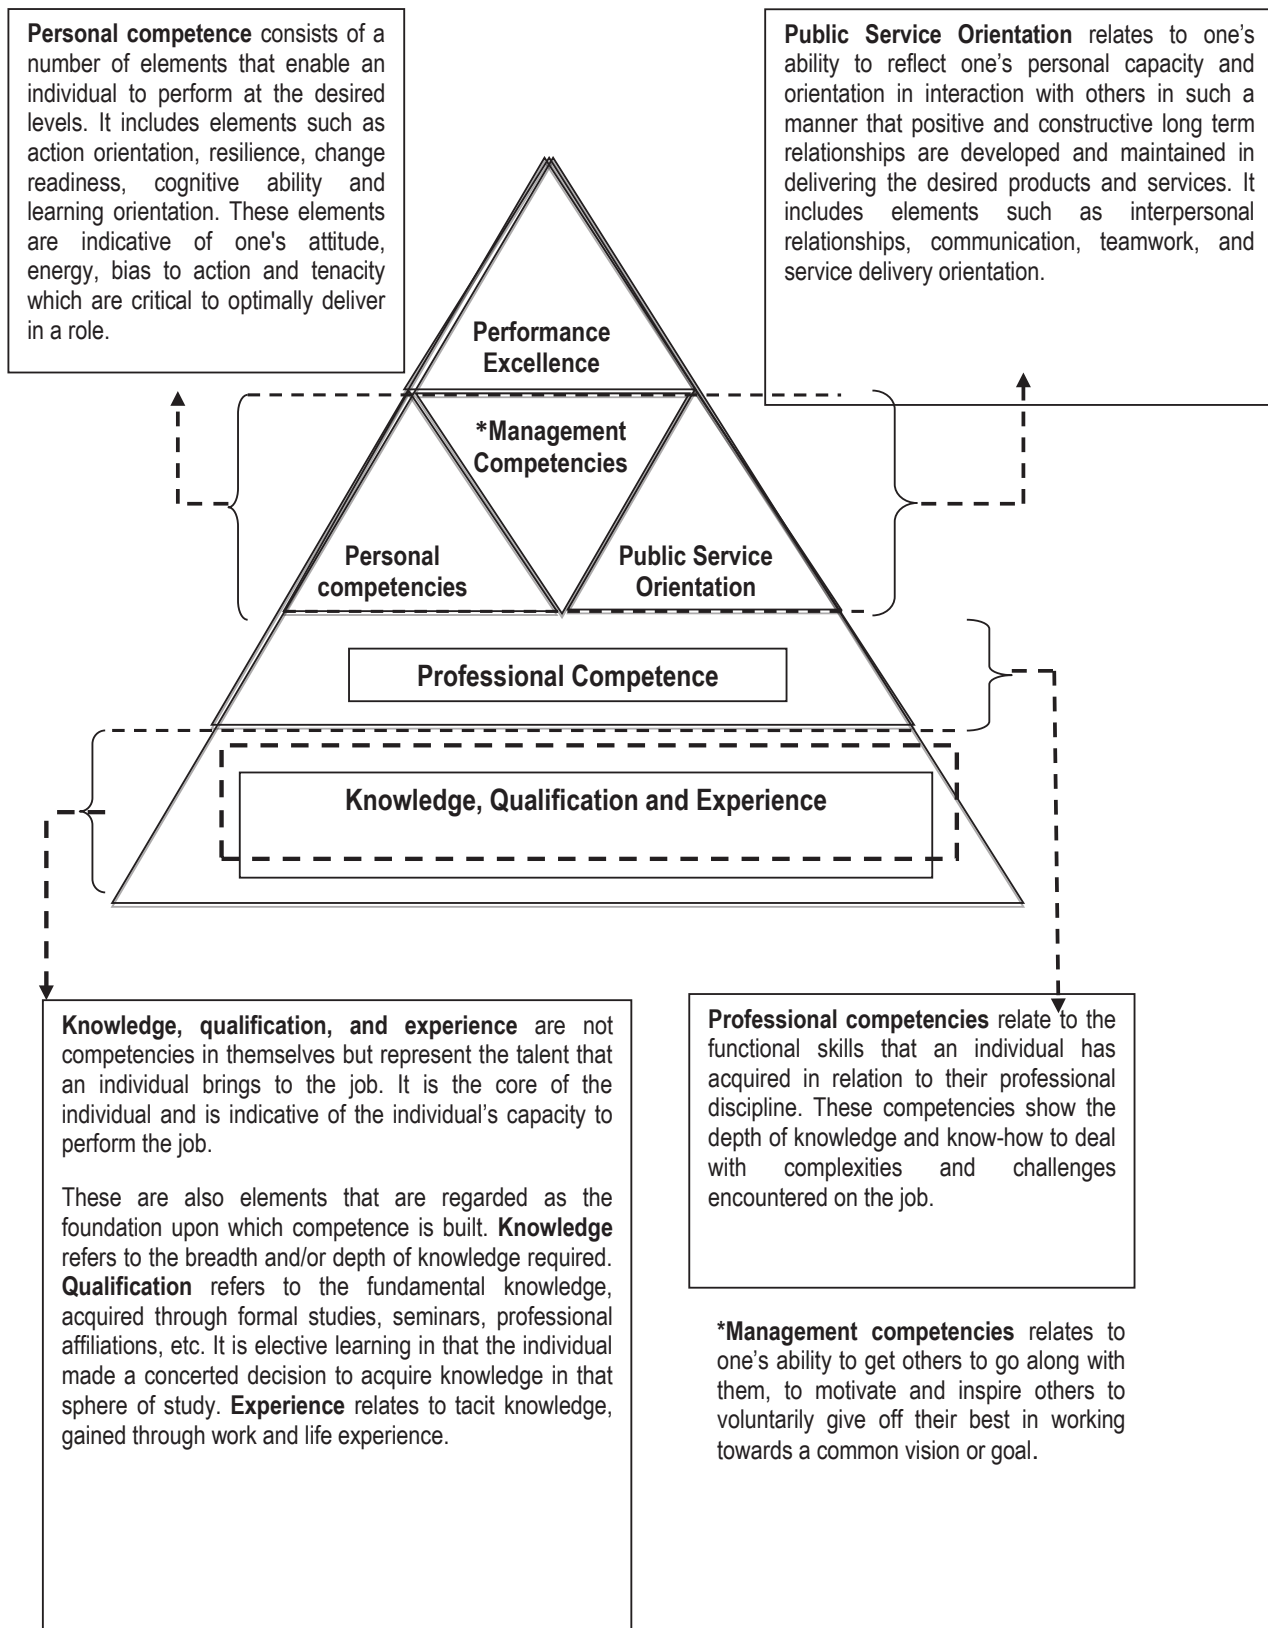 Personal competence consists of a
number of elements that enable an
individual to perform at the desired
levels. It includes elements such as
action orientation, resilience, change
readiness, cognitive ability and
learning orientation. These elements
are indicative of one's attitude,
energy, bias to action and tenacity
which are critical to optimally deliver
in a role.
Public Service Orientation relates to one’s
ability to reflect one’s personal capacity and
orientation in interaction with others in such a
manner that positive and constructive long term
relationships are developed and maintained in
delivering the desired products and services. It
includes elements such as interpersonal
relationships, communication, teamwork, and
service delivery orientation.
Performance
Excellence
*Management
Competencies
Personal
competencies
Public Service
Orientation
Professional Competence
Knowledge, Qualification and Experience
Knowledge, qualification, and experience are not
competencies in themselves but represent the talent that
an individual brings to the job. It is the core of the
individual and is indicative of the individual’s capacity to
perform the job.
These are also elements that are regarded as the
foundation upon which competence is built. Knowledge
refers to the breadth and/or depth of knowledge required.
Qualification refers to the fundamental knowledge,
acquired through formal studies, seminars, professional
affiliations, etc. It is elective learning in that the individual
made a concerted decision to acquire knowledge in that
sphere of study. Experience relates to tacit knowledge,
gained through work and life experience.
Professional competencies relate to the
functional skills that an individual has
acquired in relation to their professional
discipline. These competencies show the
depth of knowledge and know-how to deal
with complexities and challenges
encountered on the job.
*Management competencies relates to
one’s ability to get others to go along with
them, to motivate and inspire others to
voluntarily give off their best in working
towards a common vision or goal.